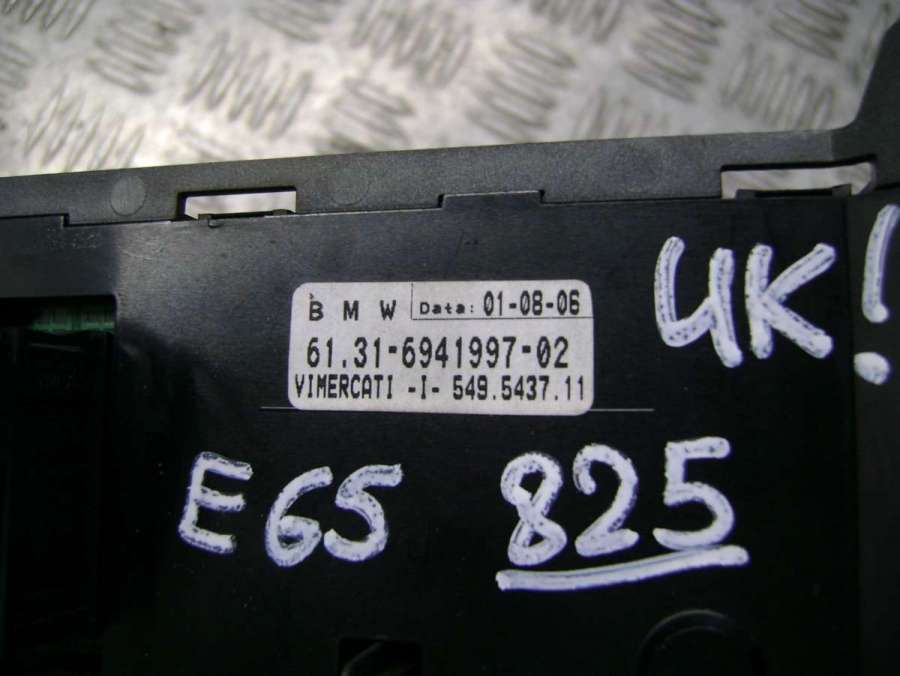 BMW Data: 01-08-06
61.31-6941997-02
VIMERCATI -I- 549.5437.11
UK!
E65 825